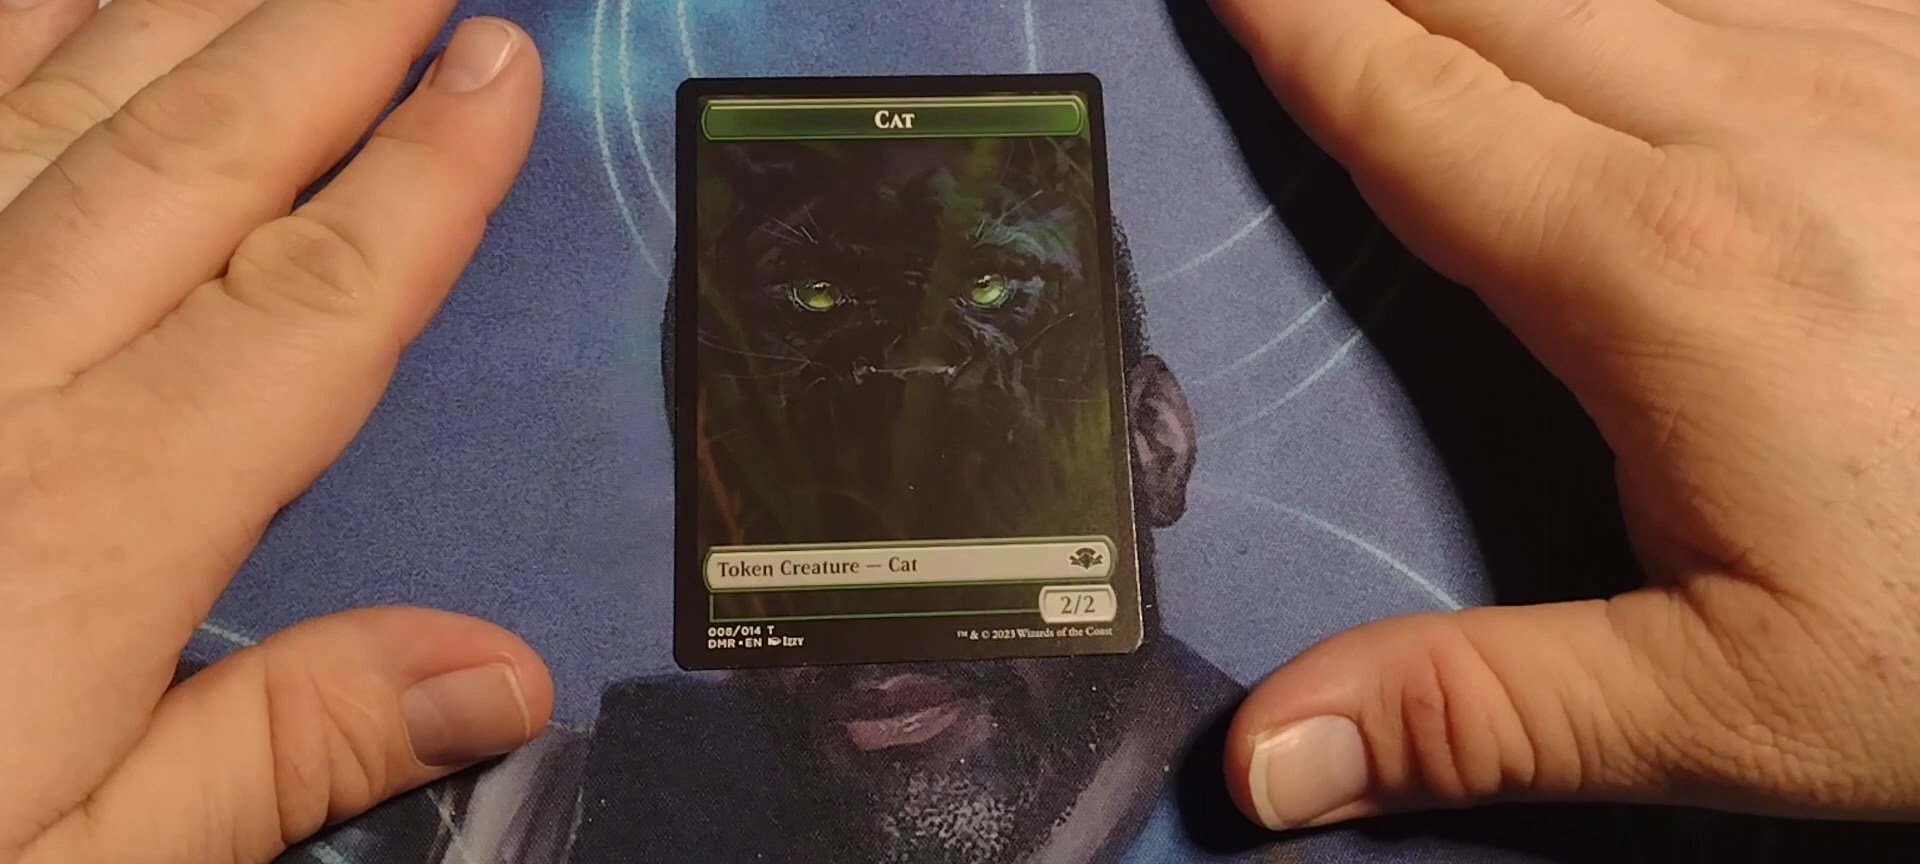 CAT
Token Creature — Cat
2/2
008/014 T
DMR • EN IZZY
™ & © 2023 Wizards of the Coast